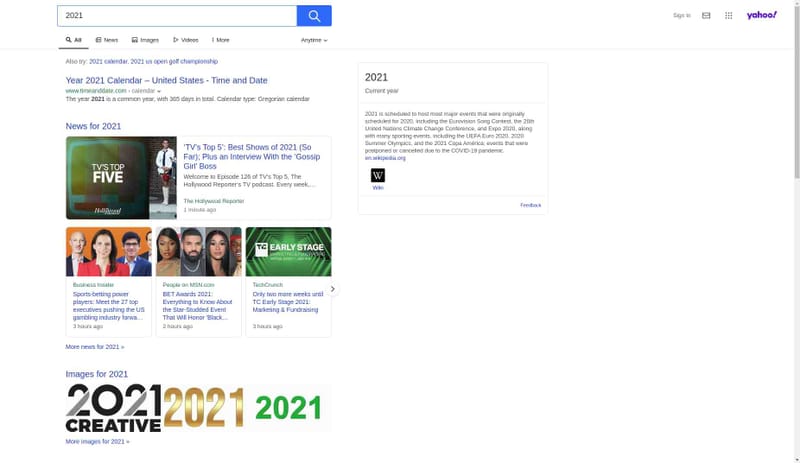 2021
Sign in
yahoo!
All
News
Images
Videos
More
Anytime
Also try: 2021 calendar, 2021 us open golf championship
Year 2021 Calendar – United States - Time and Date
www.timeanddate.com › calendar
The year 2021 is a common year, with 365 days in total. Calendar type: Gregorian calendar
News for 2021
TV'S TOP
FIVE
Hollywood
'TV's Top 5': Best Shows of 2021 (So
Far); Plus an Interview With the 'Gossip
Girl' Boss
Welcome to Episode 126 of TV's Top 5, The
Hollywood Reporter's TV podcast. Every week,...
The Hollywood Reporter
1 minute ago
TC EARLY STAGE
MARKETING & FUNDRAISING
Business Insider
Sports-betting power
players: Meet the 27 top
executives pushing the US
gambling industry forwa...
3 hours ago
People on MSN.com
BET Awards 2021:
Everything to Know About
the Star-Studded Event
That Will Honor 'Black...
2 hours ago
TechCrunch
Only two more weeks until
TC Early Stage 2021:
Marketing & Fundraising
3 hours ago
More news for 2021 »
Images for 2021
2021
CREATIVE
2021
2021
More images for 2021 »
2021
Current year
2021 is scheduled to host most major events that were originally
scheduled for 2020, including the Eurovision Song Contest, the 26th
United Nations Climate Change Conference, and Expo 2020, along
with many sporting events, including the UEFA Euro 2020, 2020
Summer Olympics, and the 2021 Copa América; events that were
postponed or canceled due to the COVID-19 pandemic.
en.wikipedia.org
W
Wiki
Feedback